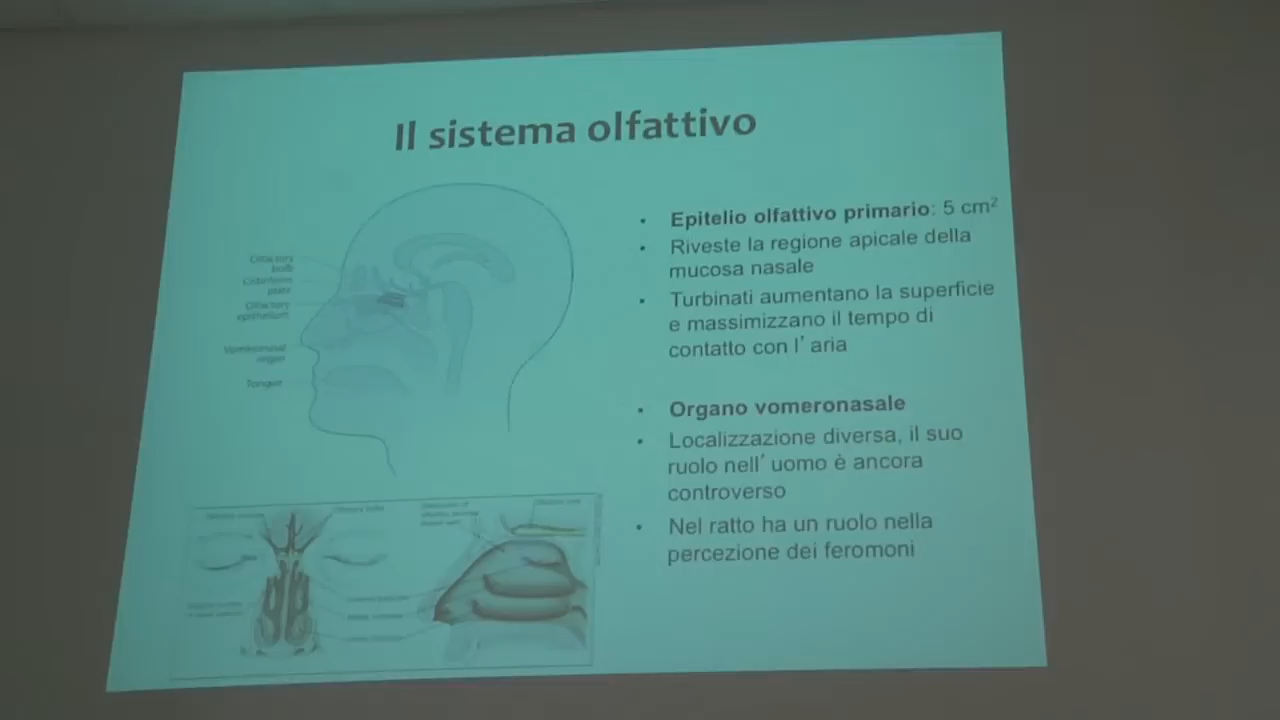 Il sistema olfattivo
Olfactory
bulb
Cribriform
plate
Olfactory
epithelium
Vomeronasal
organ
Tongue
• Epitelio olfattivo primario: 5 cm²
• Riveste la regione apicale della
mucosa nasale
• Turbinati aumentano la superficie
e massimizzano il tempo di
contatto con l’ aria
• Organo vomeronasale
• Localizzazione diversa, il suo
ruolo nell’ uomo è ancora
controverso
• Nel ratto ha un ruolo nella
percezione dei feromoni